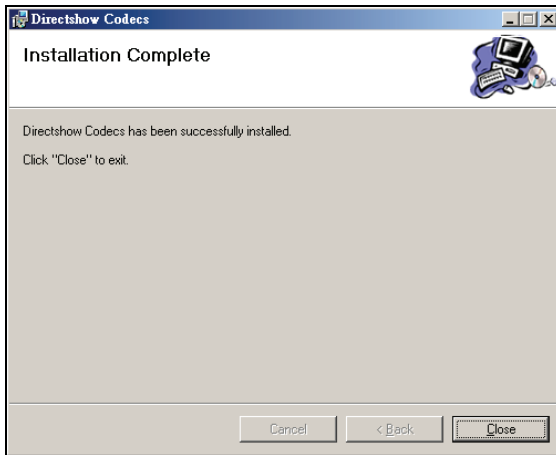 Directshow Codecs
Installation Complete
Directshow Codecs has been successfully installed.
Click "Close" to exit.
Cancel
< Back
Close